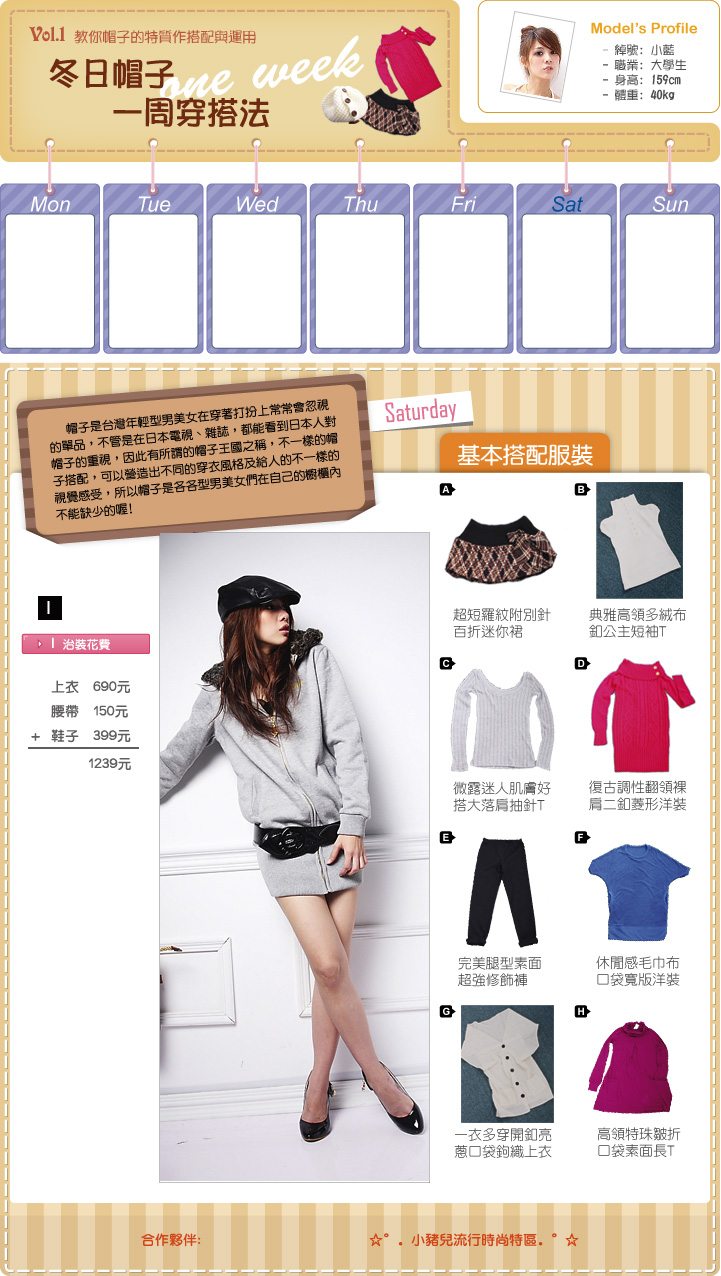 Vol.1 教你帽子的特質作搭配與運用
冬日帽子
one week
一周穿搭法
Model's Profile
- 綽號: 小藍
- 職業: 大學生
- 身高: 159cm
- 體重: 40kg
Mon Tue Wed Thu Fri Sat Sun
帽子是台灣年輕型男美女在穿著打扮上常常會忽視
的單品，不管是在日本電視、雜誌，都能看到日本人對
帽子的重視，因此有所謂的帽子王國之稱，不一樣的帽
子搭配，可以營造出不同的穿衣風格及給人的不一樣的
視覺感受，所以帽子是各各型男美女們在自己的櫥櫃內
不能缺少的喔!
Saturday
基本搭配服裝
I
I 治裝花費
上衣 690元
腰帶 150元
+ 鞋子 399元
1239元
A
超短羅紋附別針
百折迷你裙
B
典雅高領多絨布
釦公主短袖T
C
微露迷人肌膚好
搭大落肩抽針T
D
復古調性翻領裸
肩二釦菱形洋裝
E
完美腿型素面
超強修飾褲
F
休閒感毛巾布
口袋寬版洋裝
G
一衣多穿開釦亮
蔥口袋鉤織上衣
H
高領特珠皺折
口袋素面長T
合作夥伴:
☆°．小豬兒流行時尚特區。°☆